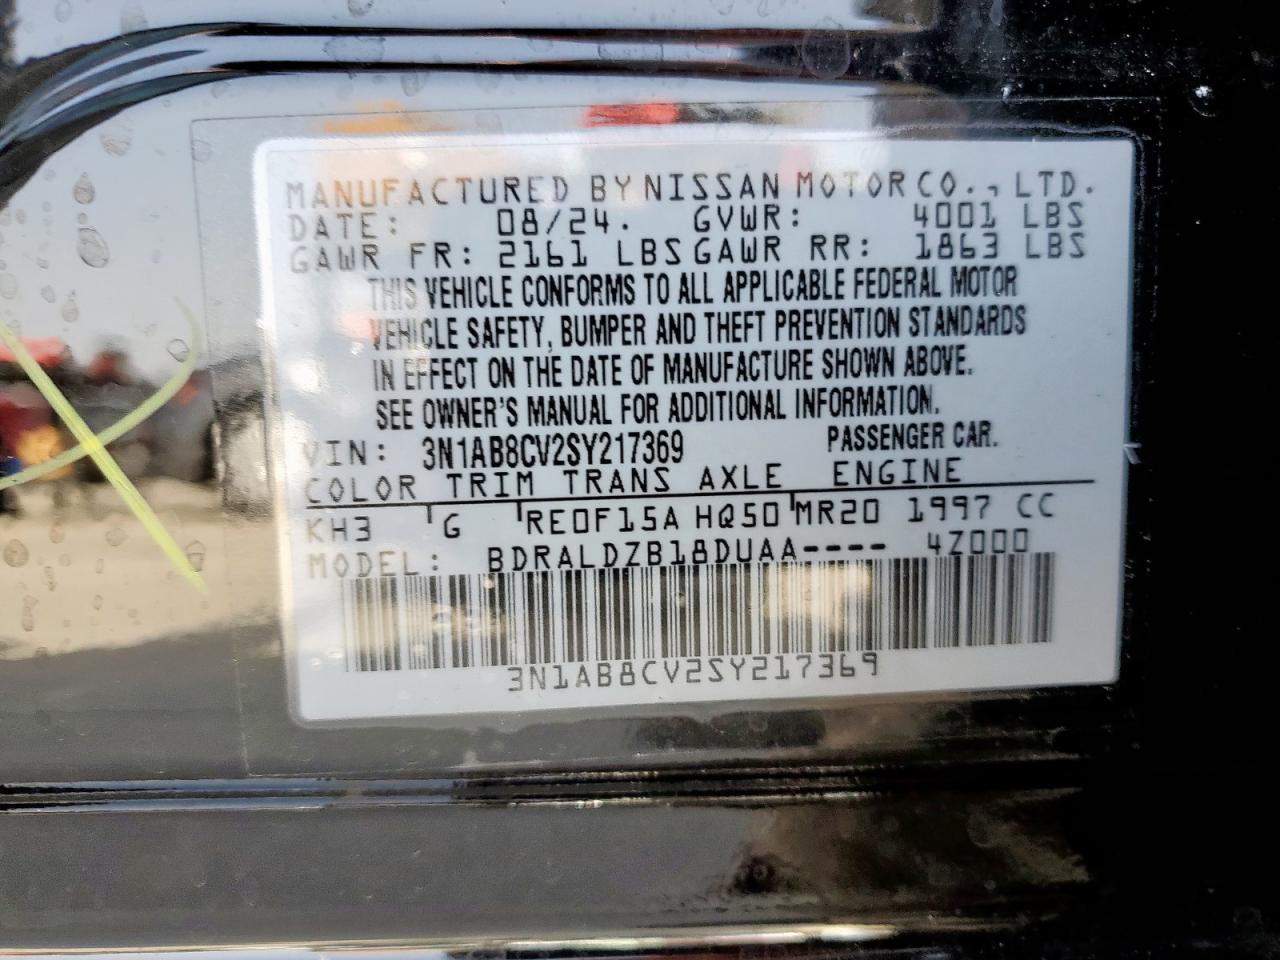 MANUFACTURED BY NISSAN MOTOR CO., LTD.
DATE: 08/24. GVWR: 4001 LBS
GAWR FR: 2161 LBS GAWR RR: 1863 LBS
THIS VEHICLE CONFORMS TO ALL APPLICABLE FEDERAL MOTOR
VEHICLE SAFETY, BUMPER AND THEFT PREVENTION STANDARDS
IN EFFECT ON THE DATE OF MANUFACTURE SHOWN ABOVE.
SEE OWNER'S MANUAL FOR ADDITIONAL INFORMATION.
VIN: 3N1AB8CV2SY217369 PASSENGER CAR.
COLOR TRIM TRANS AXLE ENGINE
KH3 G RE0F15A HQ50 MR20 1997 CC
MODEL: BDRALDZB18DUAA---- 4Z000
3N1AB8CV2SY217369